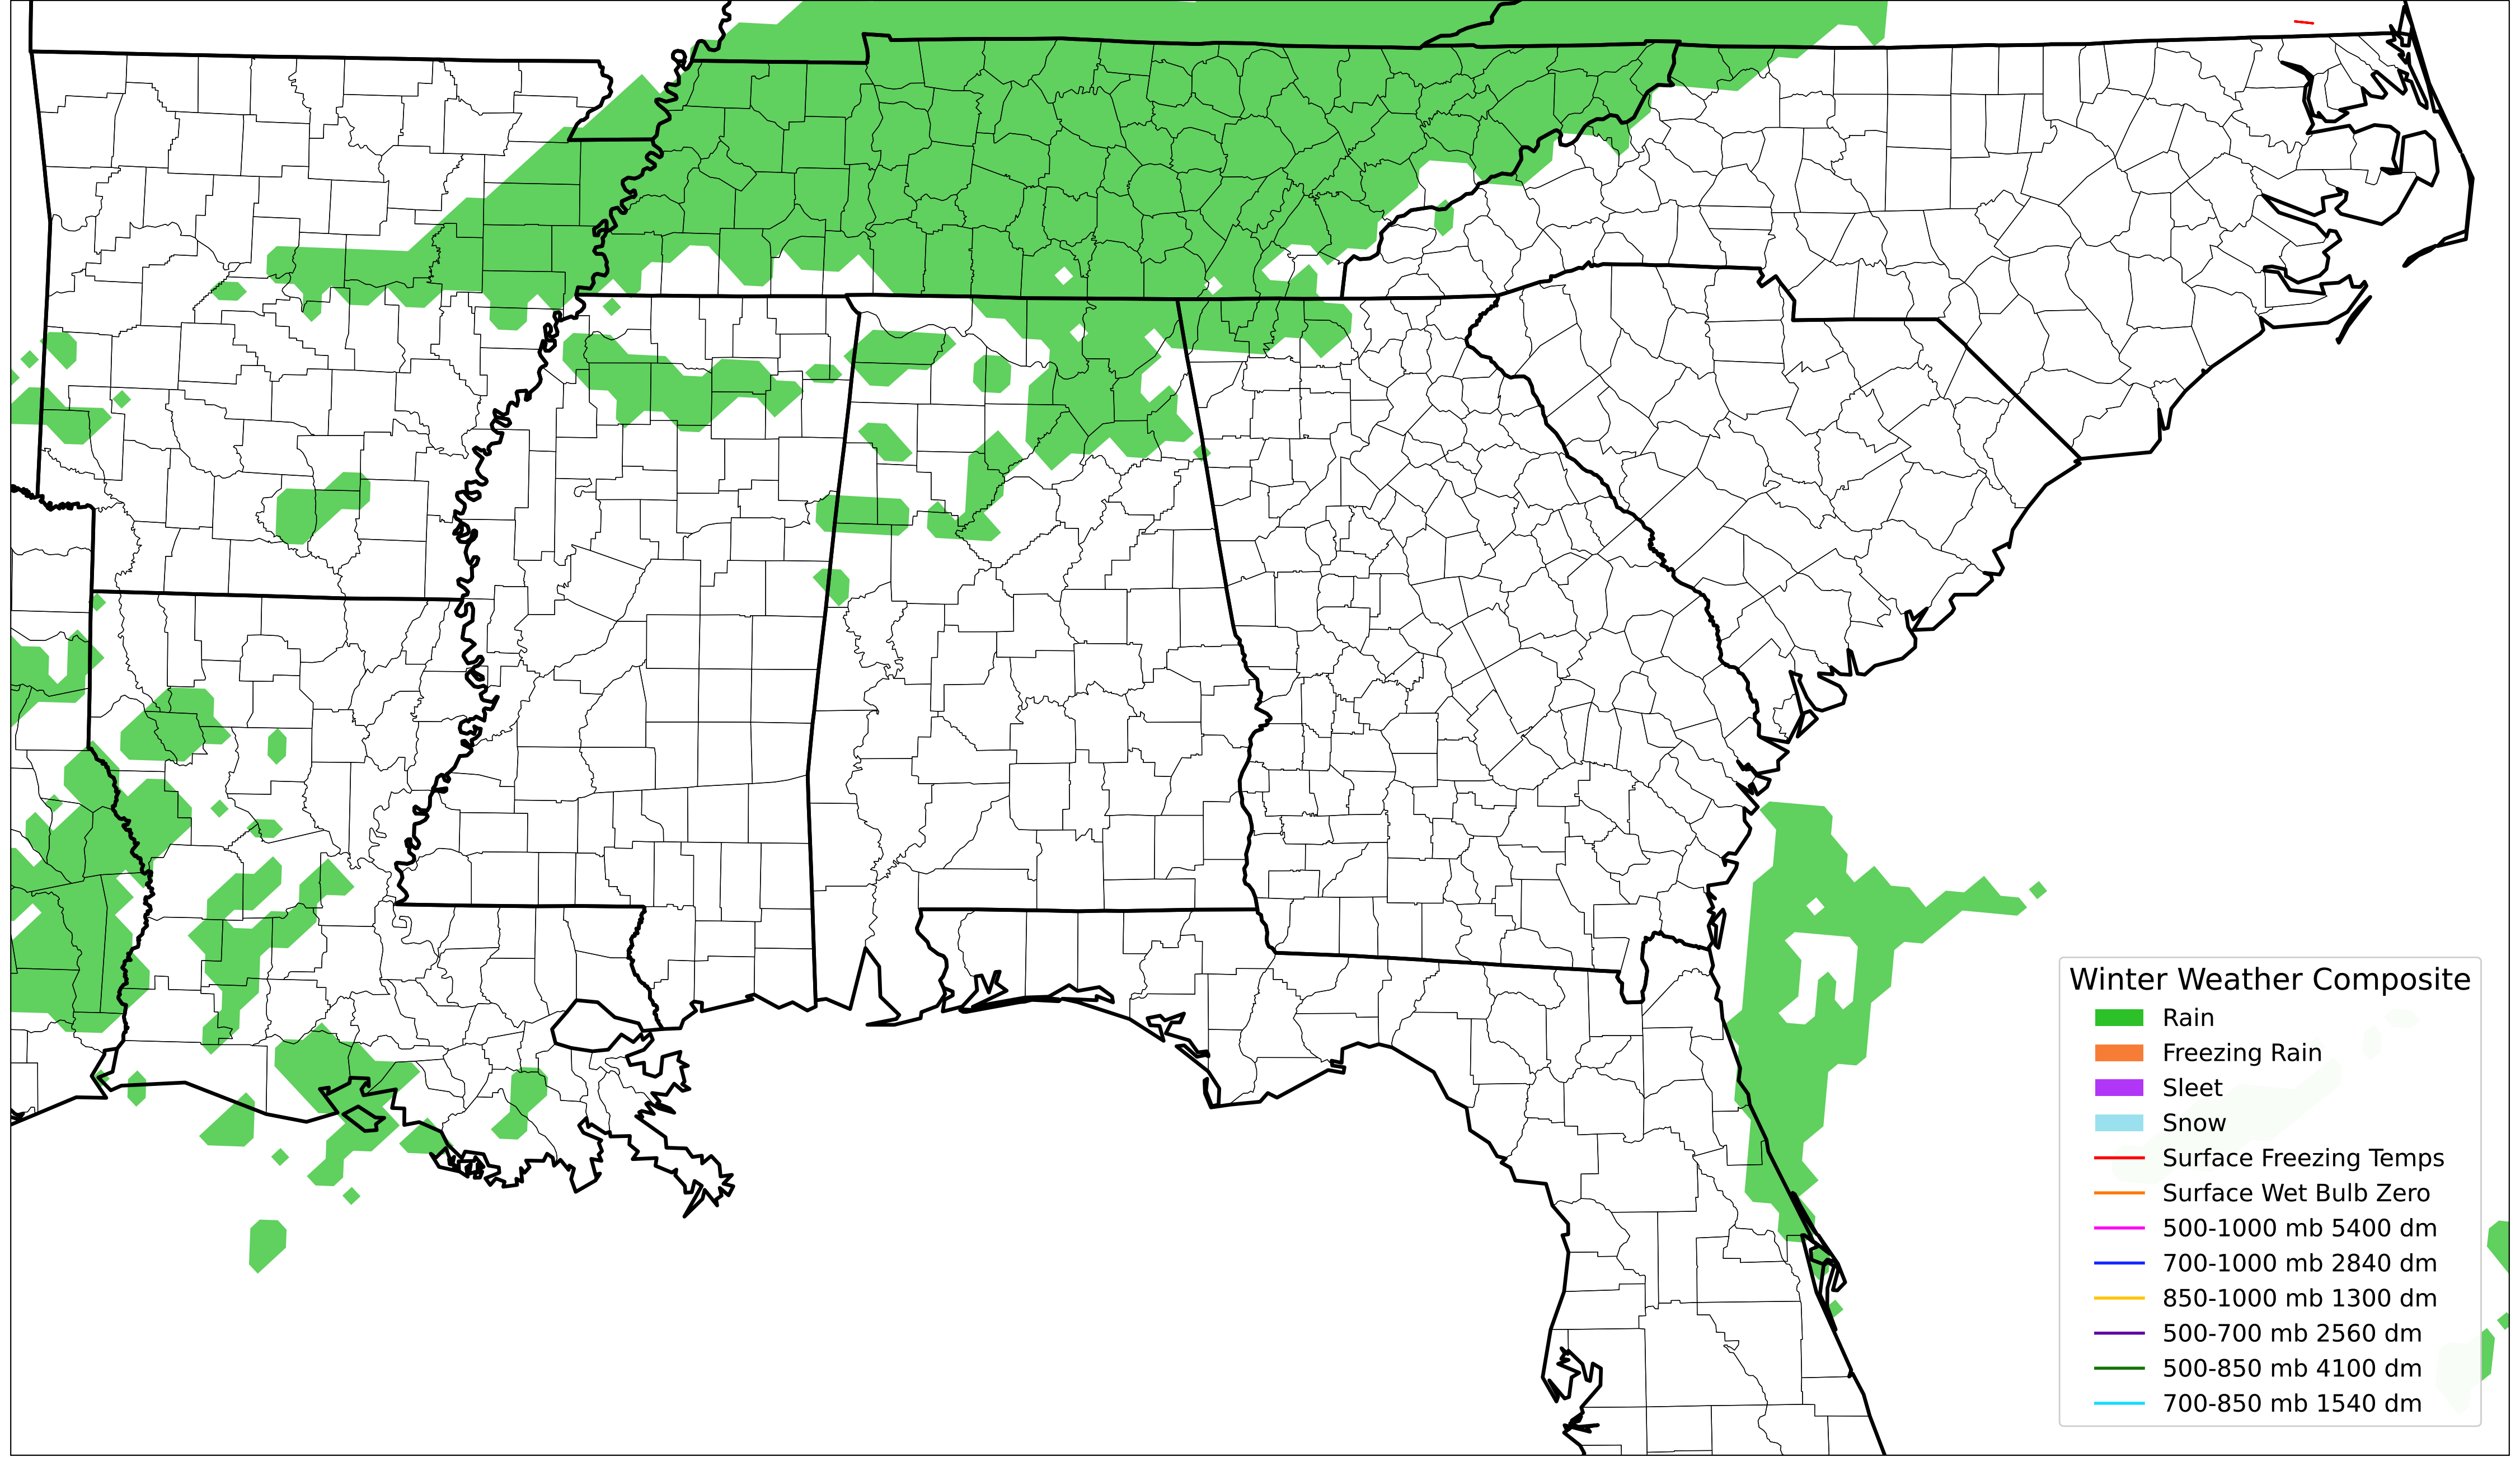 Winter Weather Composite
Rain
Freezing Rain
Sleet
Snow
Surface Freezing Temps
Surface Wet Bulb Zero
500-1000 mb 5400 dm
700-1000 mb 2840 dm
850-1000 mb 1300 dm
500-700 mb 2560 dm
500-850 mb 4100 dm
700-850 mb 1540 dm